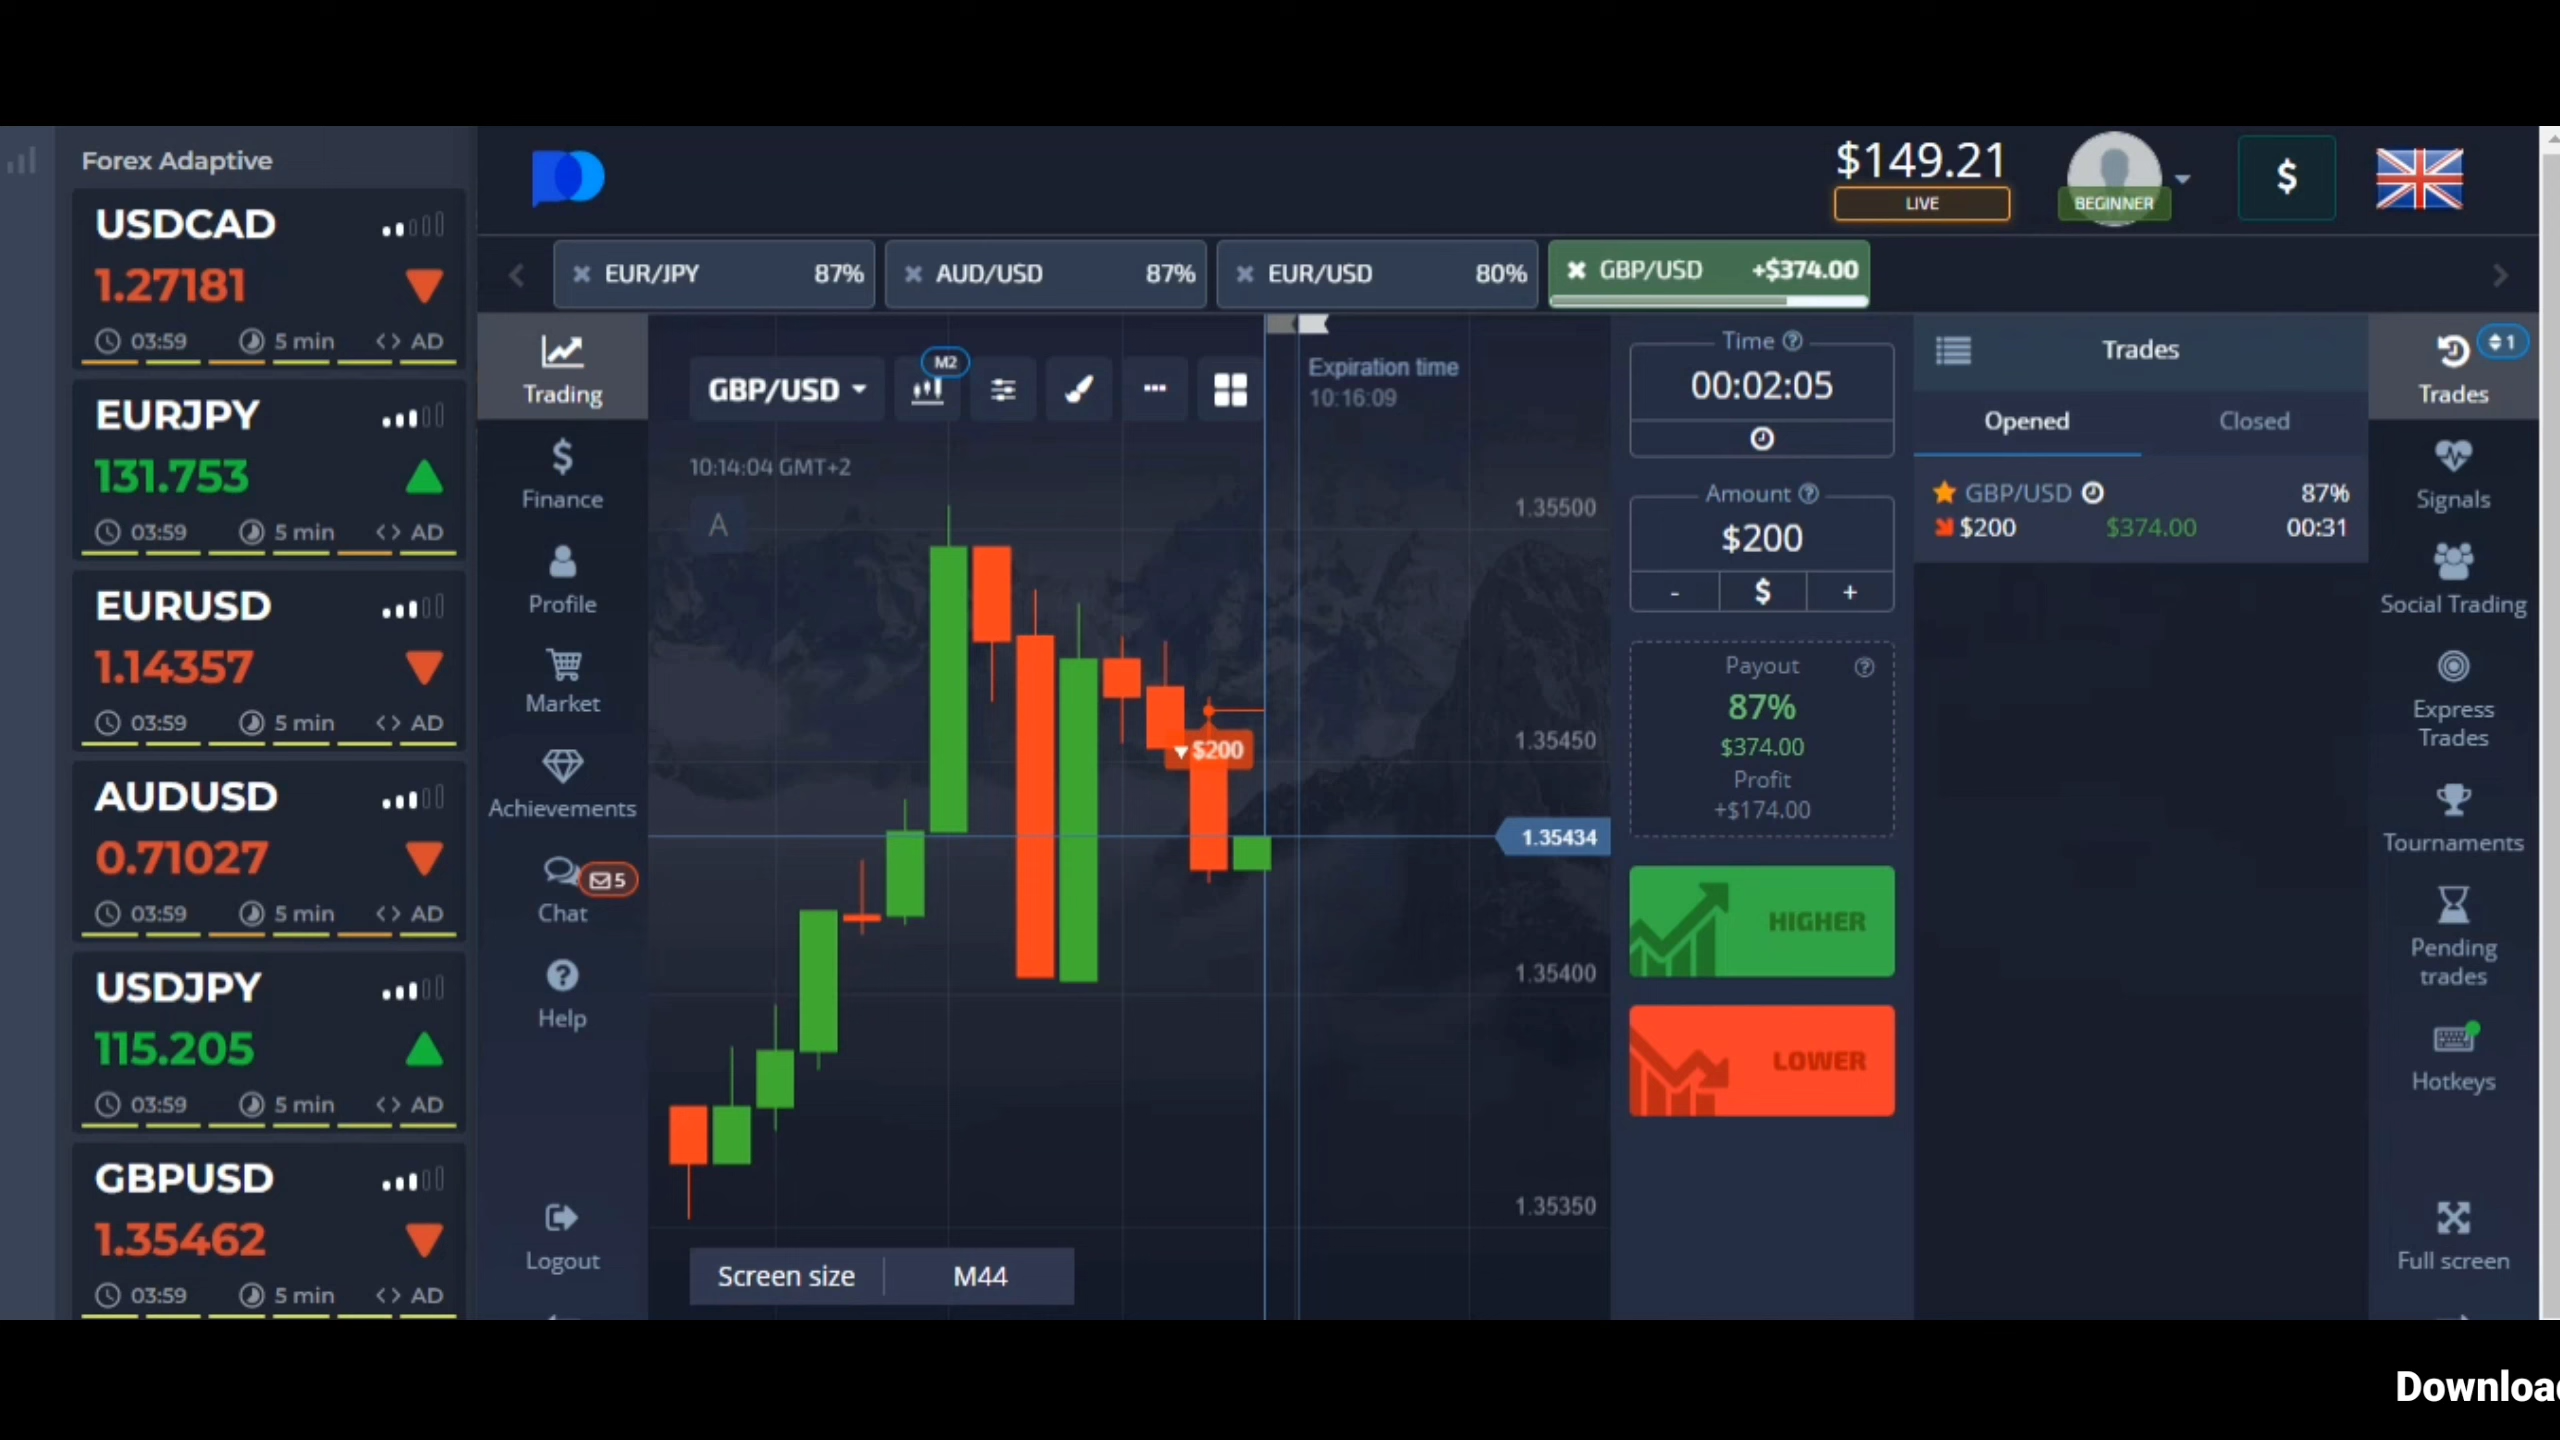 Forex Adaptive
USDCAD
1.27181
03:59 5 min <> AD
EURJPY
131.753
03:59 5 min <> AD
EURUSD
1.14357
03:59 5 min <> AD
AUDUSD
0.71027
03:59 5 min <> AD
USDJPY
115.205
03:59 5 min <> AD
GBPUSD
1.35462
03:59 5 min <> AD
$149.21
LIVE
BEGINNER
$
EUR/JPY 87%
AUD/USD 87%
EUR/USD 80%
GBP/USD +$374.00
Trading
Finance
Profile
Market
Achievements
5
Chat
Help
Logout
GBP/USD
M2
10:14:04 GMT+2
A
Expiration time
10:16:09
1.35500
1.35450
1.35434
1.35400
1.35350
$200
Screen size M44
Time
00:02:05
Amount
$200
- $ +
Payout
87%
$374.00
Profit
+$174.00
HIGHER
LOWER
Trades
Opened Closed
GBP/USD 87%
$200 $374.00 00:31
1
Trades
Signals
Social Trading
Express
Trades
Tournaments
Pending
trades
Hotkeys
Full screen
Download